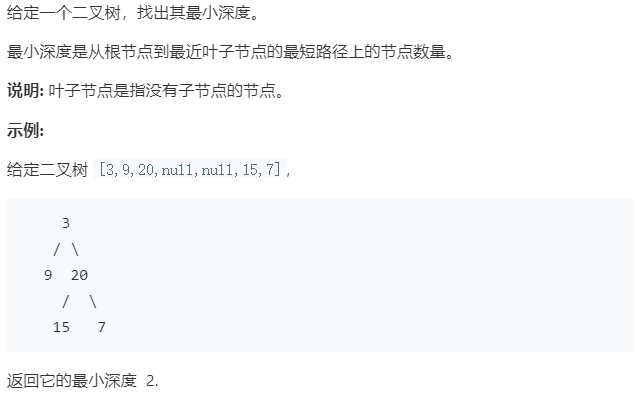 给定一个二叉树，找出其最小深度。
最小深度是从根节点到最近叶子节点的最短路径上的节点数量。
说明: 叶子节点是指没有子节点的节点。
示例:
给定二叉树 [3,9,20,null,null,15,7],
    3
   / \
  9  20
    /  \
   15   7
返回它的最小深度  2.